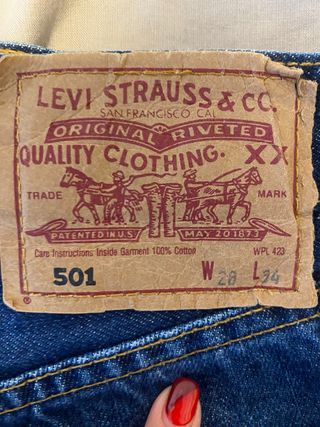 LEVI STRAUSS & CO.
SAN FRANCISCO CAL
ORIGINAL RIVETED
QUALITY CLOTHING. XX
TRADE MARK
PATENTED IN U.S. MAY 20 1873
Care Instructions Inside Garment 100% Cotton WPL 423
501 W 28 L 34
®